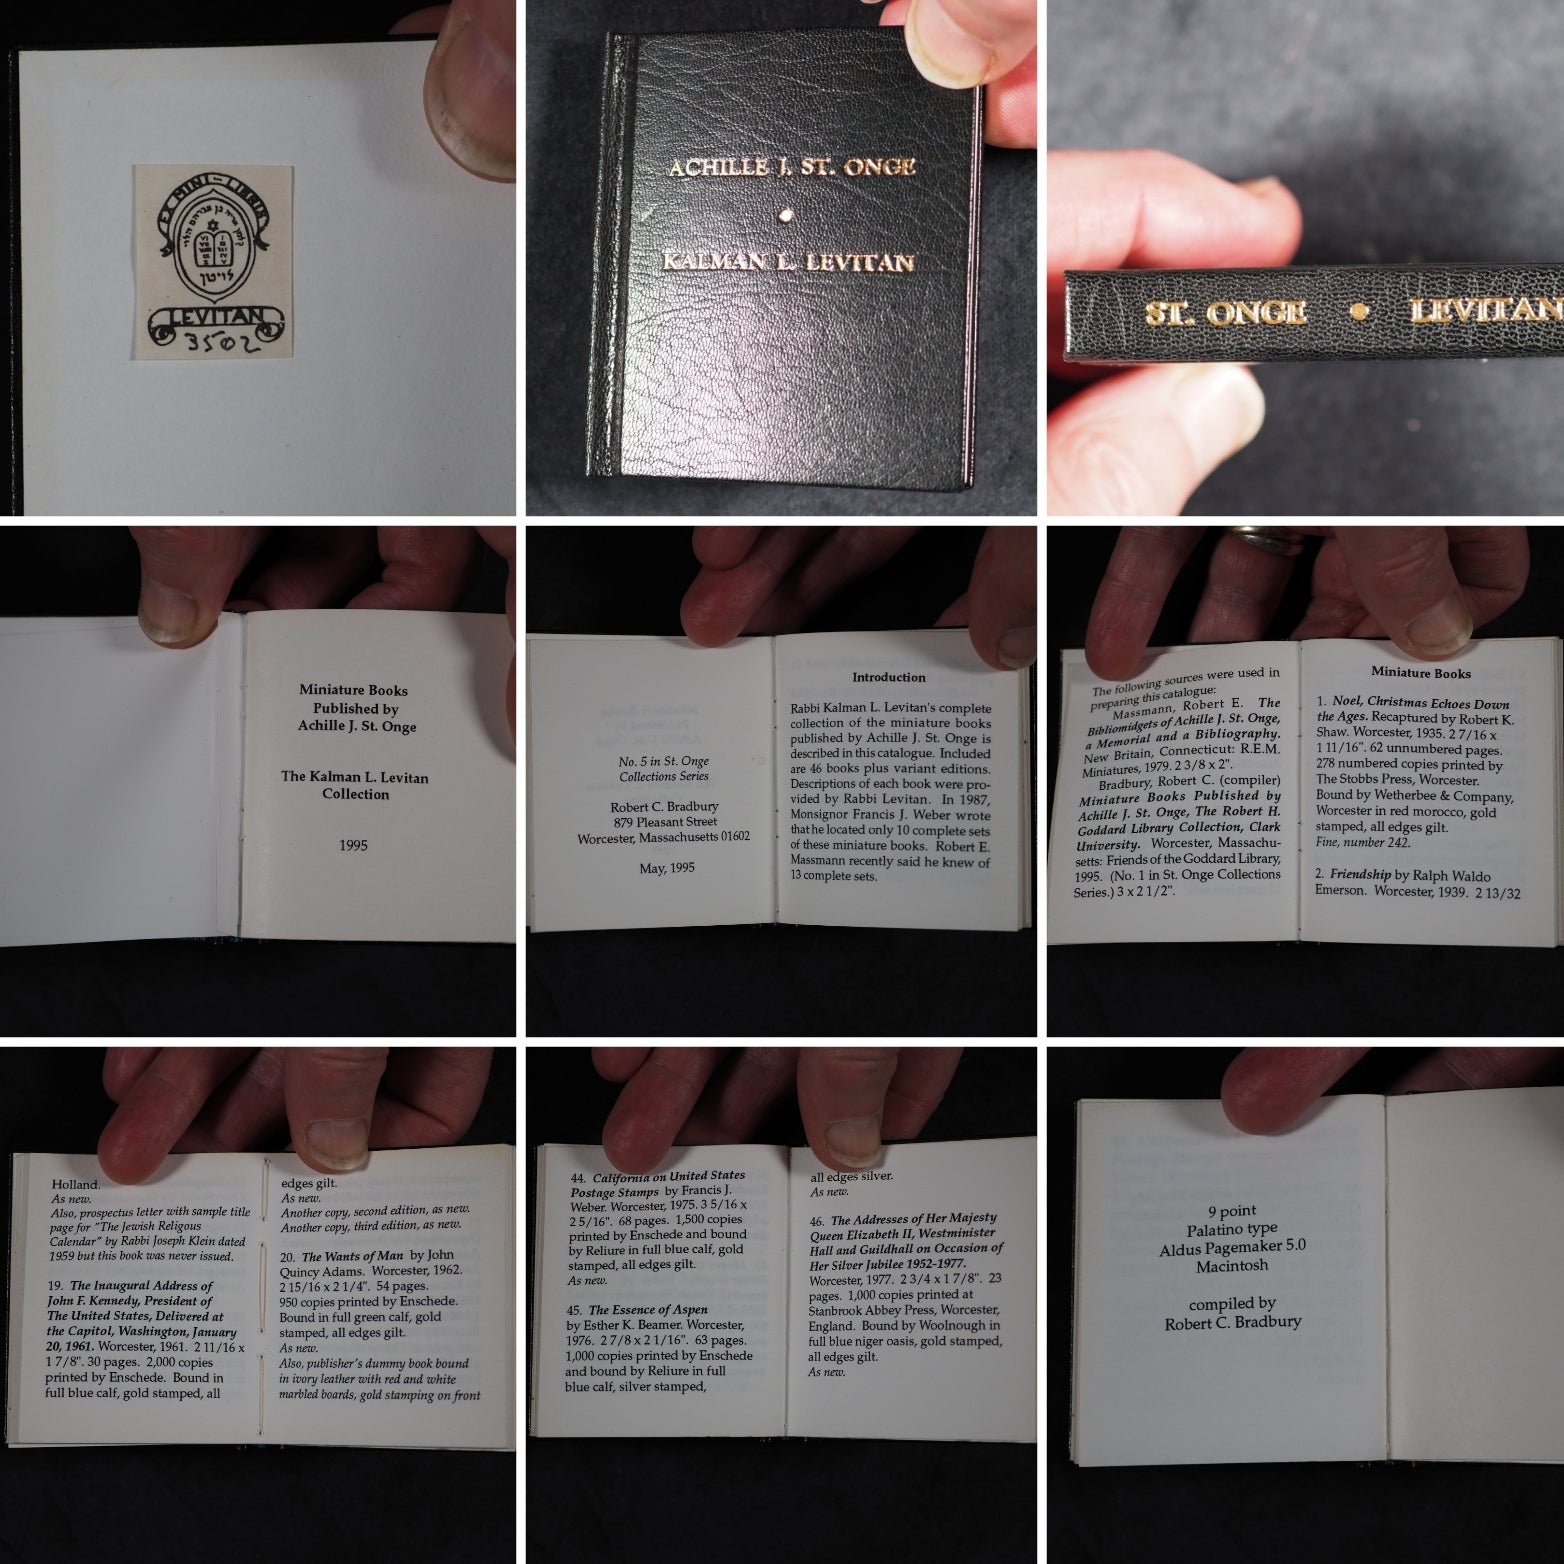 EX MINI-LIBRIS
קלמן אריה בן אברהם הלוי
לויטן
LEVITAN
3502
ACHILLE J. ST. ONGE
KALMAN L. LEVITAN
ST. ONGE • LEVITAN
Miniature Books
Published by
Achille J. St. Onge
The Kalman L. Levitan
Collection
1995
No. 5 in St. Onge
Collections Series
Robert C. Bradbury
879 Pleasant Street
Worcester, Massachusetts 01602
May, 1995
Introduction
Rabbi Kalman L. Levitan's complete
collection of the miniature books
published by Achille J. St. Onge is
described in this catalogue. Included
are 46 books plus variant editions.
Descriptions of each book were pro-
vided by Rabbi Levitan. In 1987,
Monsignor Francis J. Weber wrote
that he located only 10 complete sets
of these miniature books. Robert E.
Massmann recently said he knew of
13 complete sets.
The following sources were used in
preparing this catalogue:
Massmann, Robert E. The
Bibliomidgets of Achille J. St. Onge,
a Memorial and a Bibliography.
New Britain, Connecticut: R.E.M.
Miniatures, 1979. 2 3/8 x 2".
Bradbury, Robert C. (compiler)
Miniature Books Published by
Achille J. St. Onge, The Robert H.
Goddard Library Collection, Clark
University. Worcester, Massachu-
setts: Friends of the Goddard Library,
1995. (No. 1 in St. Onge Collections
Series.) 3 x 2 1/2".
Miniature Books
1. Noel, Christmas Echoes Down
the Ages. Recaptured by Robert K.
Shaw. Worcester, 1935. 2 7/16 x
1 11/16". 62 unnumbered pages.
278 numbered copies printed by
The Stobbs Press, Worcester.
Bound by Wetherbee & Company,
Worcester in red morocco, gold
stamped, all edges gilt.
Fine, number 242.
2. Friendship by Ralph Waldo
Emerson. Worcester, 1939. 2 13/32
Holland.
As new.
Also, prospectus letter with sample title
page for "The Jewish Religous
Calendar" by Rabbi Joseph Klein dated
1959 but this book was never issued.
19. The Inaugural Address of
John F. Kennedy, President of
The United States, Delivered at
the Capitol, Washington, January
20, 1961. Worcester, 1961. 2 11/16 x
1 7/8". 30 pages. 2,000 copies
printed by Enschede. Bound in
full blue calf, gold stamped, all
edges gilt.
As new.
Another copy, second edition, as new.
Another copy, third edition, as new.
20. The Wants of Man by John
Quincy Adams. Worcester, 1962.
2 15/16 x 2 1/4". 54 pages.
950 copies printed by Enschede.
Bound in full green calf, gold
stamped, all edges gilt.
As new.
Also, publisher's dummy book bound
in ivory leather with red and white
marbled boards, gold stamping on front
44. California on United States
Postage Stamps by Francis J.
Weber. Worcester, 1975. 3 5/16 x
2 5/16". 68 pages. 1,500 copies
printed by Enschede and bound
by Reliure in full blue calf, gold
stamped, all edges gilt.
As new.
45. The Essence of Aspen
by Esther K. Beamer. Worcester,
1976. 2 7/8 x 2 1/16". 63 pages.
1,000 copies printed by Enschede
and bound by Reliure in full
blue calf, silver stamped,
all edges silver.
As new.
46. The Addresses of Her Majesty
Queen Elizabeth II, Westminister
Hall and Guildhall on Occasion of
Her Silver Jubilee 1952-1977.
Worcester, 1977. 2 3/4 x 1 7/8". 23
pages. 1,000 copies printed at
Stanbrook Abbey Press, Worcester,
England. Bound by Woolnough in
full blue niger oasis, gold stamped,
all edges gilt.
As new.
9 point
Palatino type
Aldus Pagemaker 5.0
Macintosh
compiled by
Robert C. Bradbury